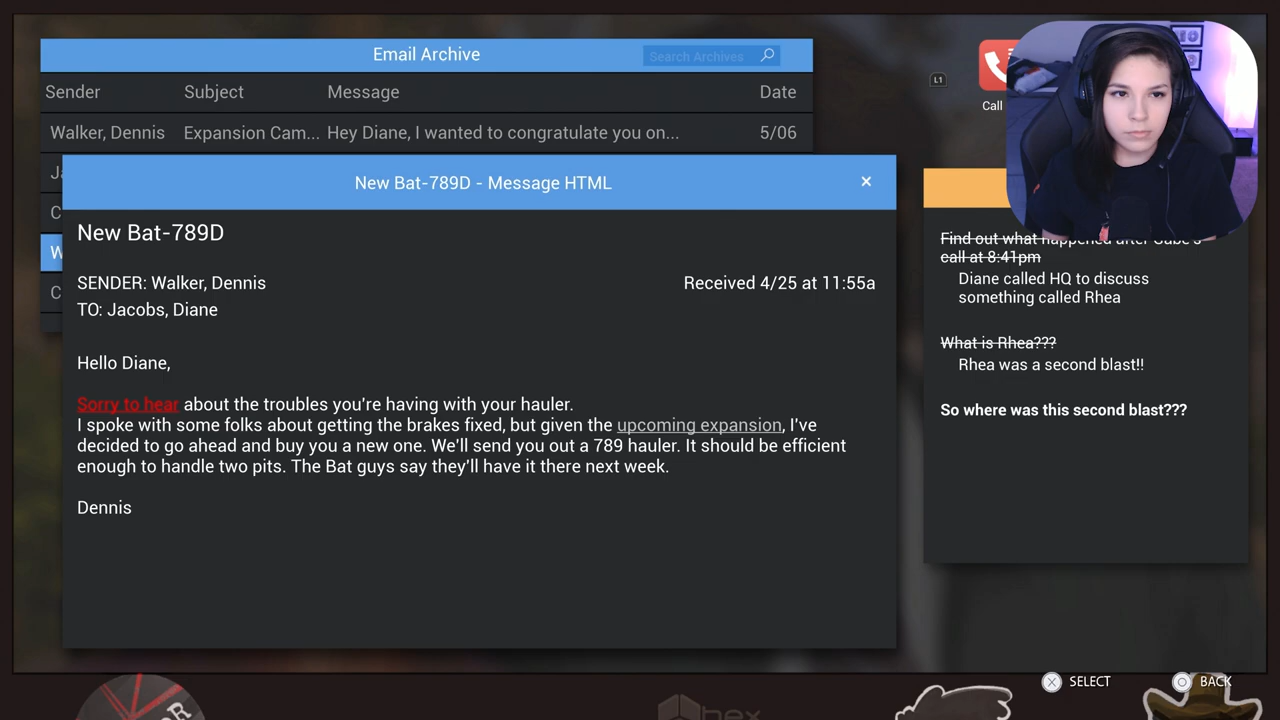 Email Archive
Search Archives
Sender Subject Message Date
Walker, Dennis Expansion Cam... Hey Diane, I wanted to congratulate you on... 5/06
New Bat-789D - Message HTML
New Bat-789D
SENDER: Walker, Dennis Received 4/25 at 11:55a
TO: Jacobs, Diane
Hello Diane,
Sorry to hear about the troubles you're having with your hauler.
I spoke with some folks about getting the brakes fixed, but given the upcoming expansion, I've
decided to go ahead and buy you a new one. We'll send you out a 789 hauler. It should be efficient
enough to handle two pits. The Bat guys say they'll have it there next week.
Dennis
L1
Call
Find out what happened after Gabe's
call at 8:41pm
Diane called HQ to discuss
something called Rhea
What is Rhea???
Rhea was a second blast!!
So where was this second blast???
SELECT
BACK
hex